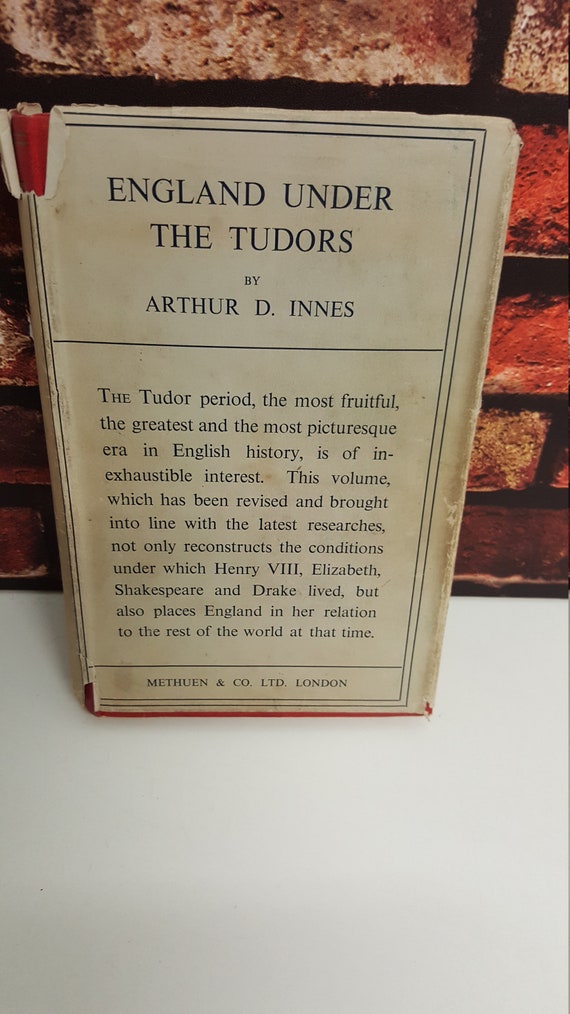 ENGLAND UNDER
THE TUDORS
BY
ARTHUR D. INNES
THE Tudor period, the most fruitful,
the greatest and the most picturesque
era in English history, is of in-
exhaustible interest. This volume,
which has been revised and brought
into line with the latest researches,
not only reconstructs the conditions
under which Henry VIII, Elizabeth,
Shakespeare and Drake lived, but
also places England in her relation
to the rest of the world at that time.
METHUEN & CO. LTD. LONDON